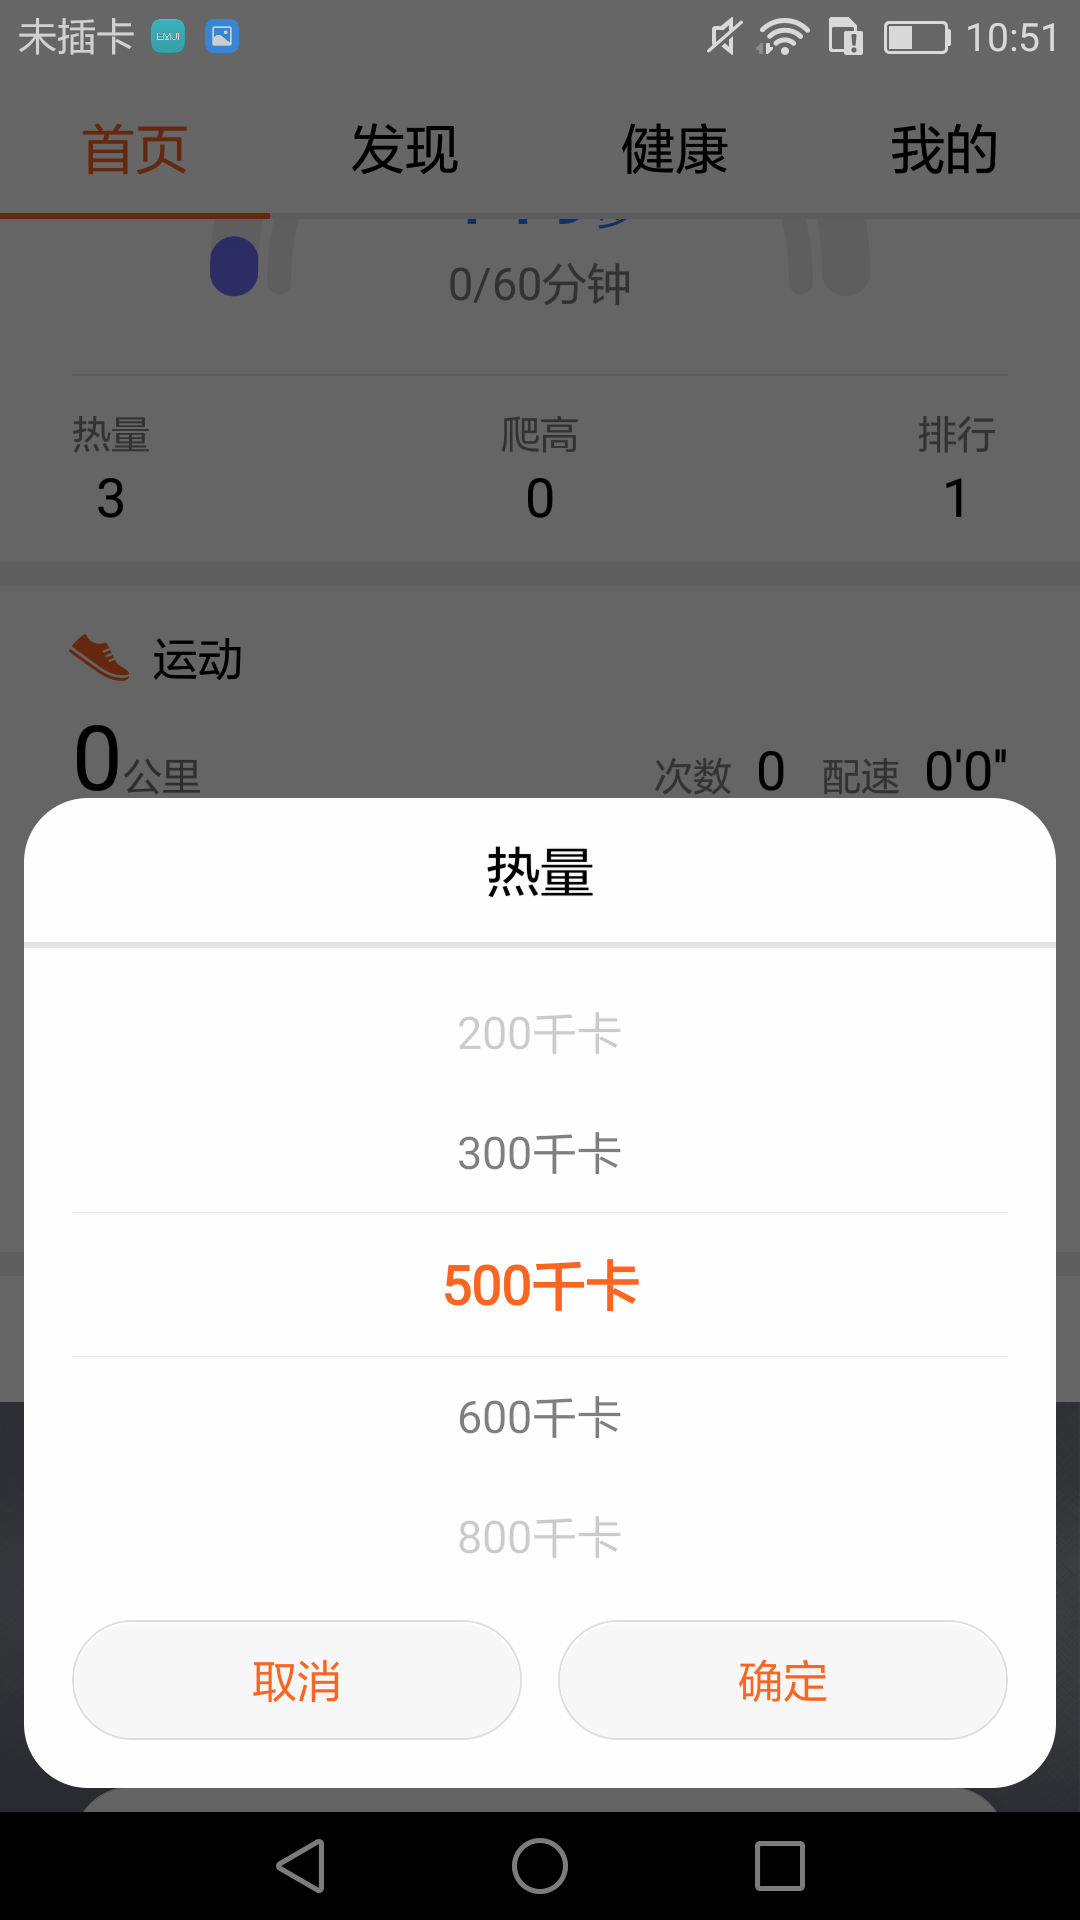 未插卡 EMUI 10:51
首页 发现 健康 我的
0/60分钟
热量 爬高 排行
3 0 1
运动
0公里 次数 0 配速 0'0"
热量
200千卡
300千卡
500千卡
600千卡
800千卡
取消 确定